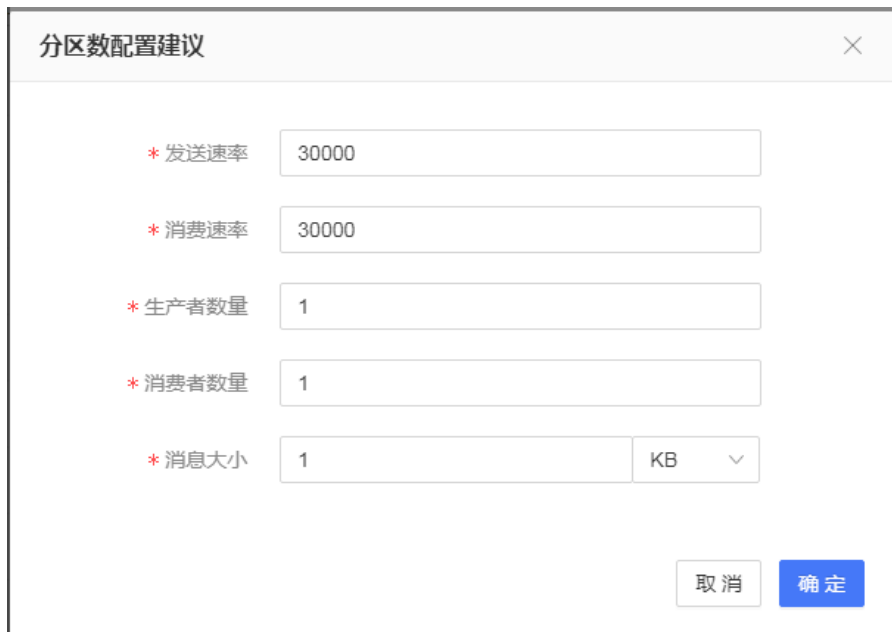 分区数配置建议
* 发送速率 30000
* 消费速率 30000
* 生产者数量 1
* 消费者数量 1
* 消息大小 1 KB
取消 确定